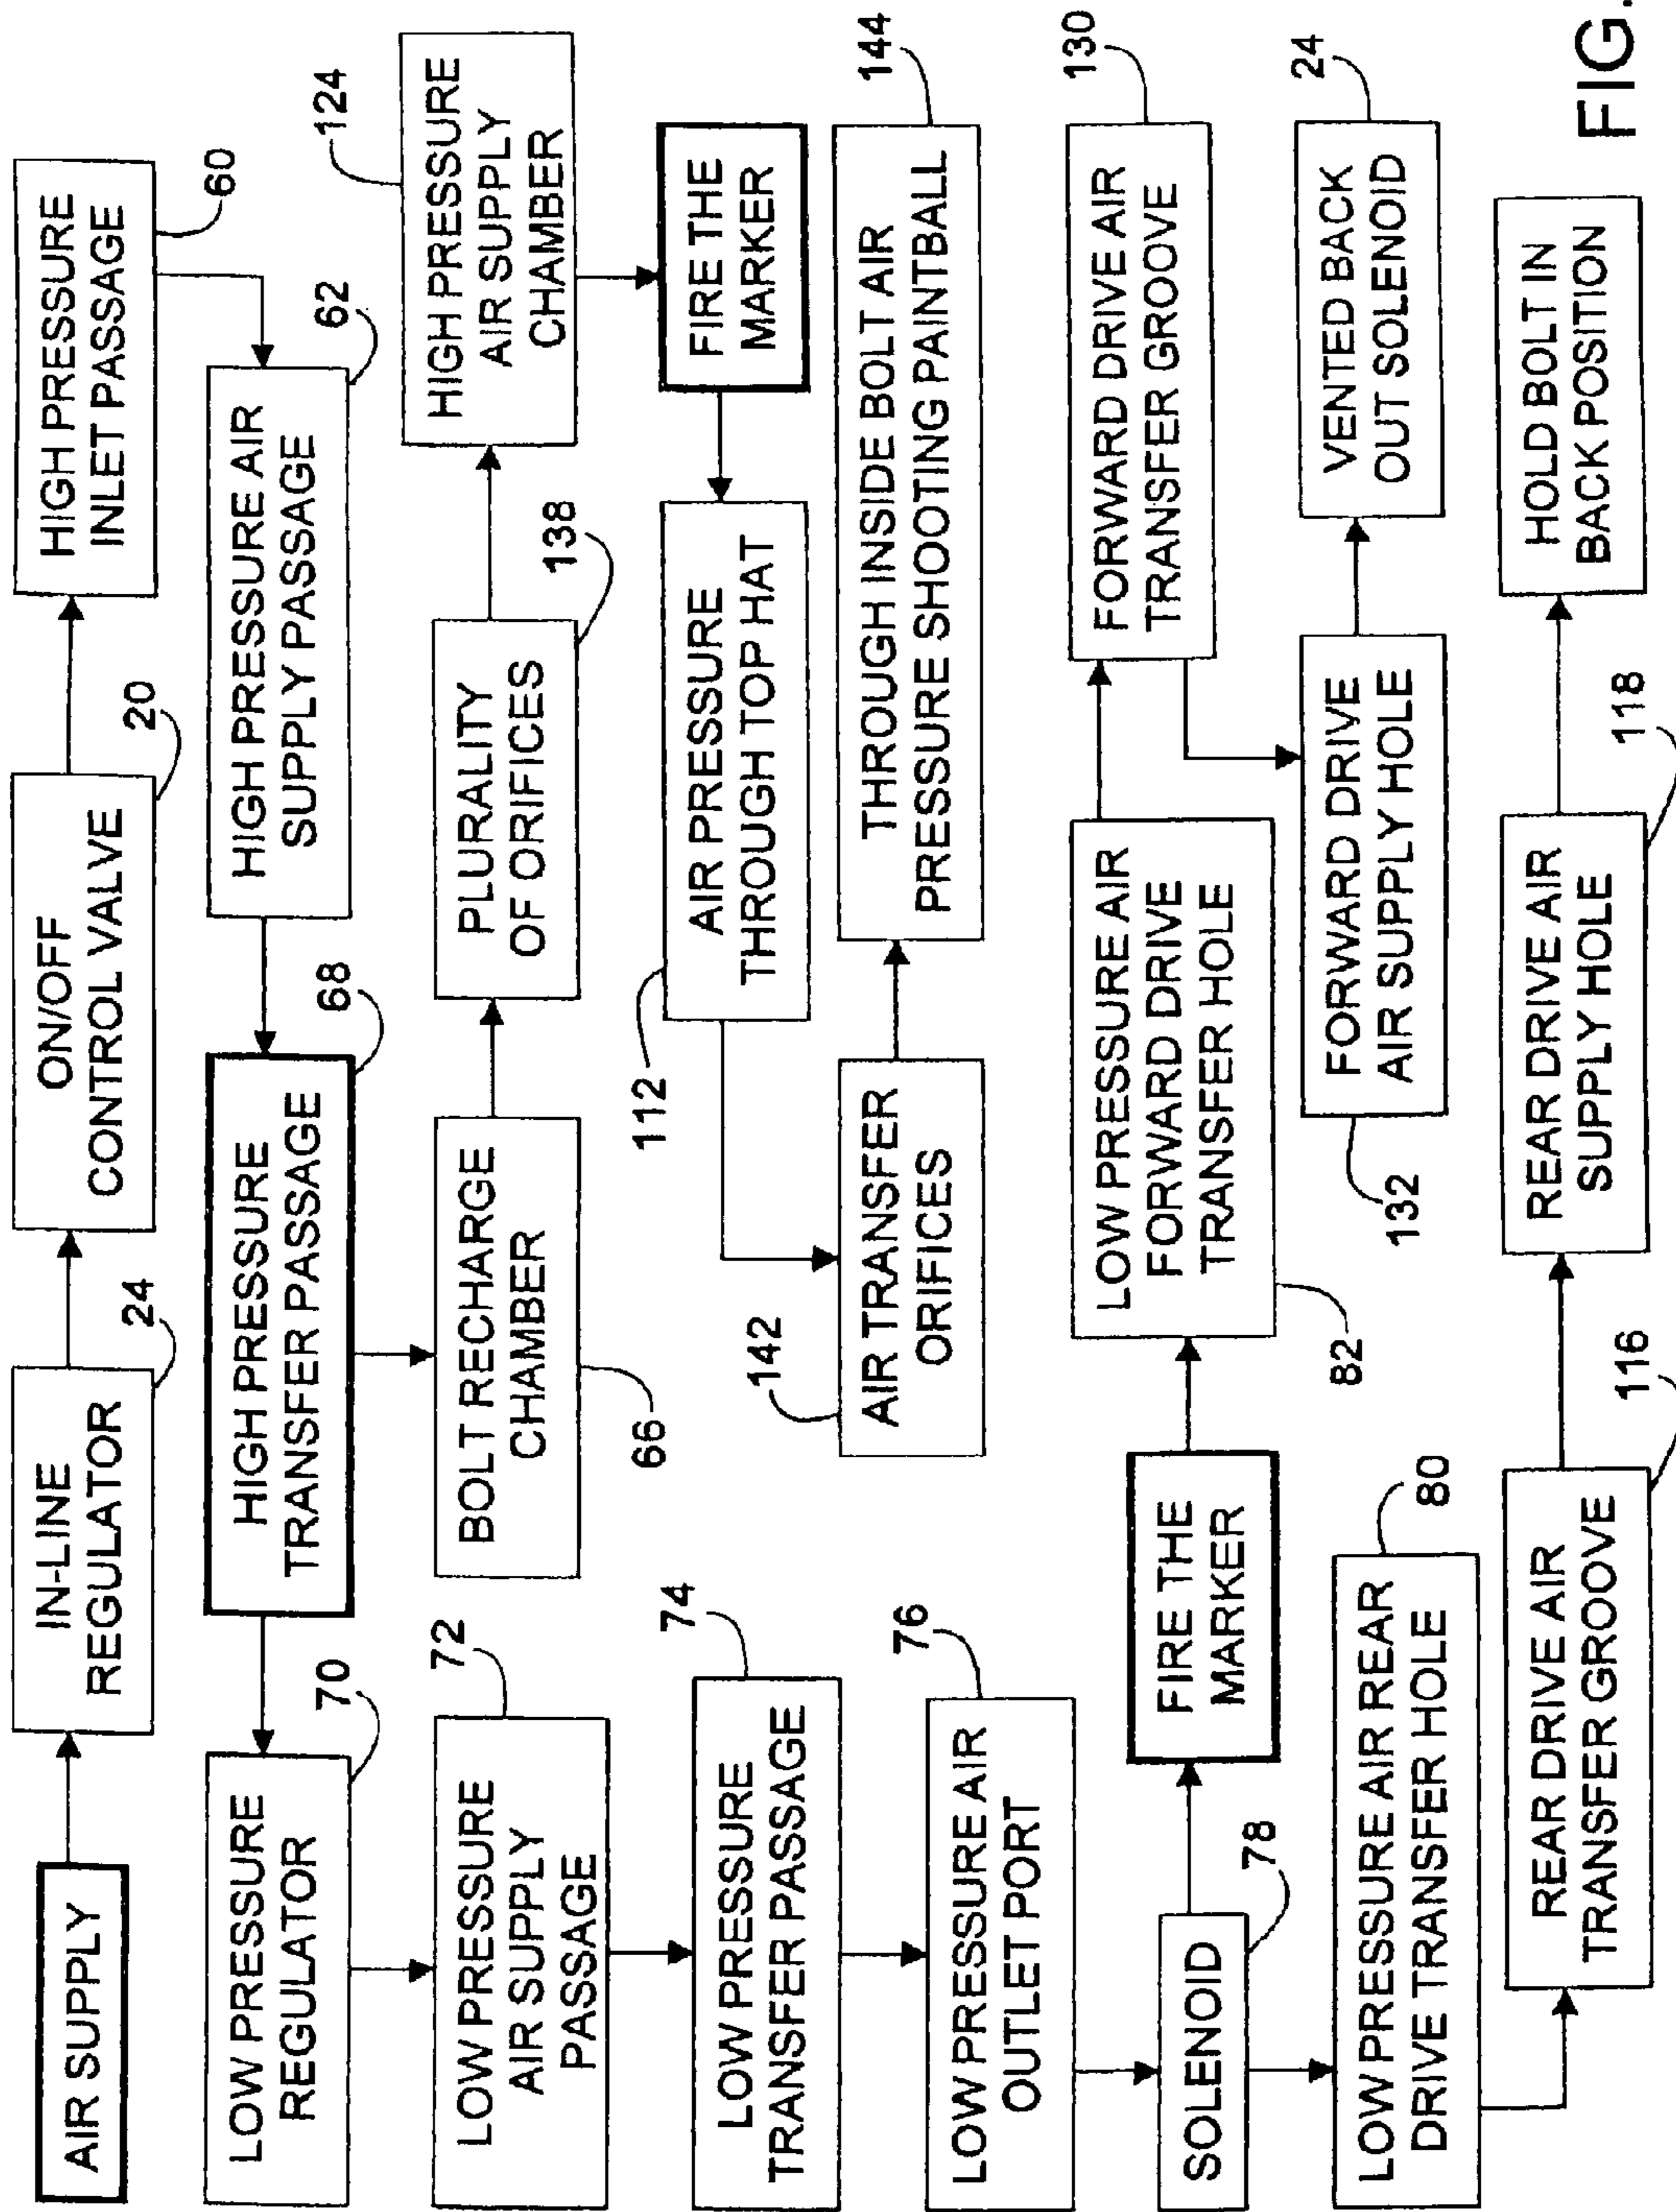 AIR SUPPLY
IN-LINE
REGULATOR
24
ON/OFF
CONTROL VALVE
20
HIGH PRESSURE
INLET PASSAGE
60
LOW PRESSURE
REGULATOR
70
HIGH PRESSURE
TRANSFER PASSAGE
68
HIGH PRESSURE AIR
SUPPLY PASSAGE
62
LOW PRESSURE
AIR SUPPLY
PASSAGE
72
BOLT RECHARGE
CHAMBER
66
PLURALITY
OF ORIFICES
138
HIGH PRESSURE
AIR SUPPLY
CHAMBER
124
LOW PRESSURE
TRANSFER PASSAGE
74
112
AIR PRESSURE
THROUGH TOP HAT
FIRE THE
MARKER
LOW PRESSURE AIR
OUTLET PORT
76
142
AIR TRANSFER
ORIFICES
THROUGH INSIDE BOLT AIR
PRESSURE SHOOTING PAINTBALL
144
SOLENOID
78
FIRE THE
MARKER
LOW PRESSURE AIR
FORWARD DRIVE
TRANSFER HOLE
82
FORWARD DRIVE AIR
TRANSFER GROOVE
130
LOW PRESSURE AIR REAR
DRIVE TRANSFER HOLE
80
132
FORWARD DRIVE
AIR SUPPLY HOLE
VENTED BACK
OUT SOLENOID
24
REAR DRIVE AIR
TRANSFER GROOVE
116
REAR DRIVE AIR
SUPPLY HOLE
118
HOLD BOLT IN
BACK POSITION
FIG.